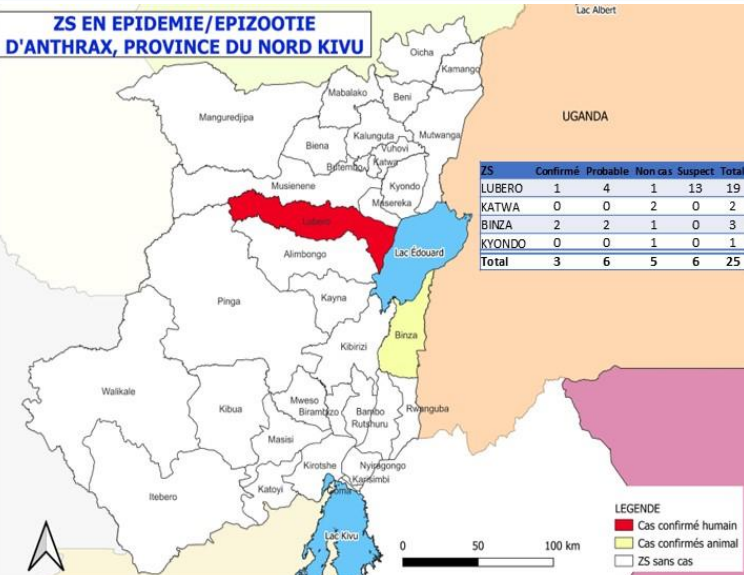 ZS EN EPIDEMIE/EPIZOOTIE
D'ANTHRAX, PROVINCE DU NORD KIVU
Lac Albert
Oicha
Kamango
Mabalako
Beni
Manguredjipa
UGANDA
Kalunguta
Mutwanga
Biena
Vuhovi
Butembo
Katwa
Musienene
Kyondo
Masereka
ZS Confirmé Probable Non cas Suspect Total
LUBERO 1 4 1 13 19
KATWA 0 0 2 0 2
BINZA 2 2 1 0 3
KYONDO 0 0 1 0 1
Total 3 6 5 6 25
Lubero
Alimbongo
Lac Édouard
Pinga
Kayna
Binza
Kibirizi
Walikale
Kibua
Mweso
Birambizo
Bambo
Rwanguba
Rutshuru
Masisi
Kirotshe
Nyiragongo
Karisimbi
Itebero
Katoyi
Goma
Lac Kivu
0 50 100 km
LEGENDE
Cas confirmé humain
Cas confirmés animal
ZS sans cas